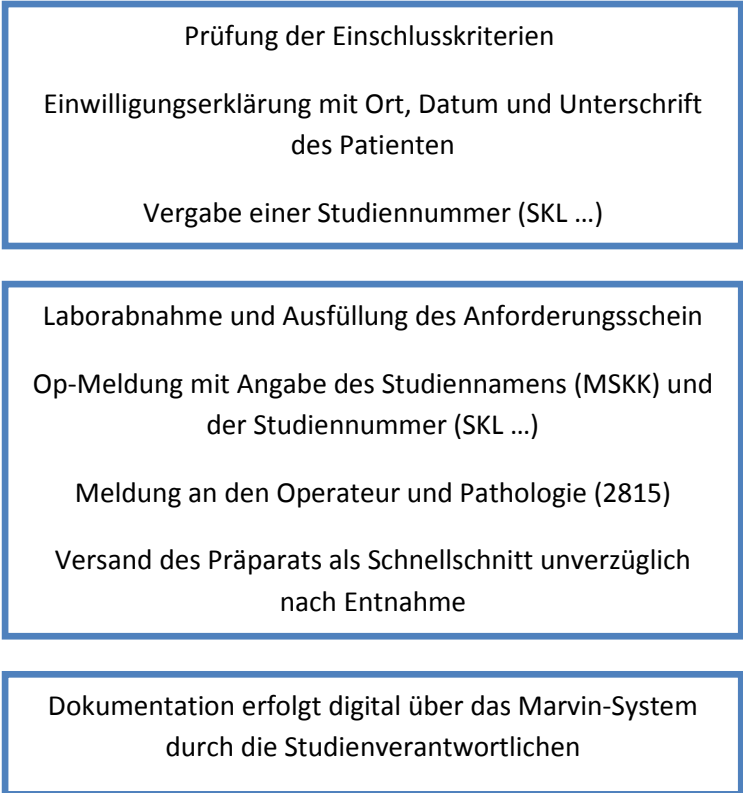 Prüfung der Einschlusskriterien
Einwilligungserklärung mit Ort, Datum und Unterschrift
des Patienten
Vergabe einer Studiennummer (SKL …)
Laborabnahme und Ausfüllung des Anforderungsschein
Op-Meldung mit Angabe des Studiennamens (MSKK) und
der Studiennummer (SKL …)
Meldung an den Operateur und Pathologie (2815)
Versand des Präparats als Schnellschnitt unverzüglich
nach Entnahme
Dokumentation erfolgt digital über das Marvin-System
durch die Studienverantwortlichen